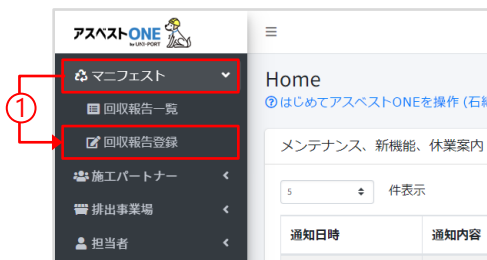 アスベストONE
by UNI-PORT
マニフェスト
回収報告一覧
回収報告登録
施工パートナー
排出事業場
担当者
1
Home
はじめてアスベストONEを操作 (石綿
メンテナンス、新機能、休業案内
5 件表示
通知日時 通知内容